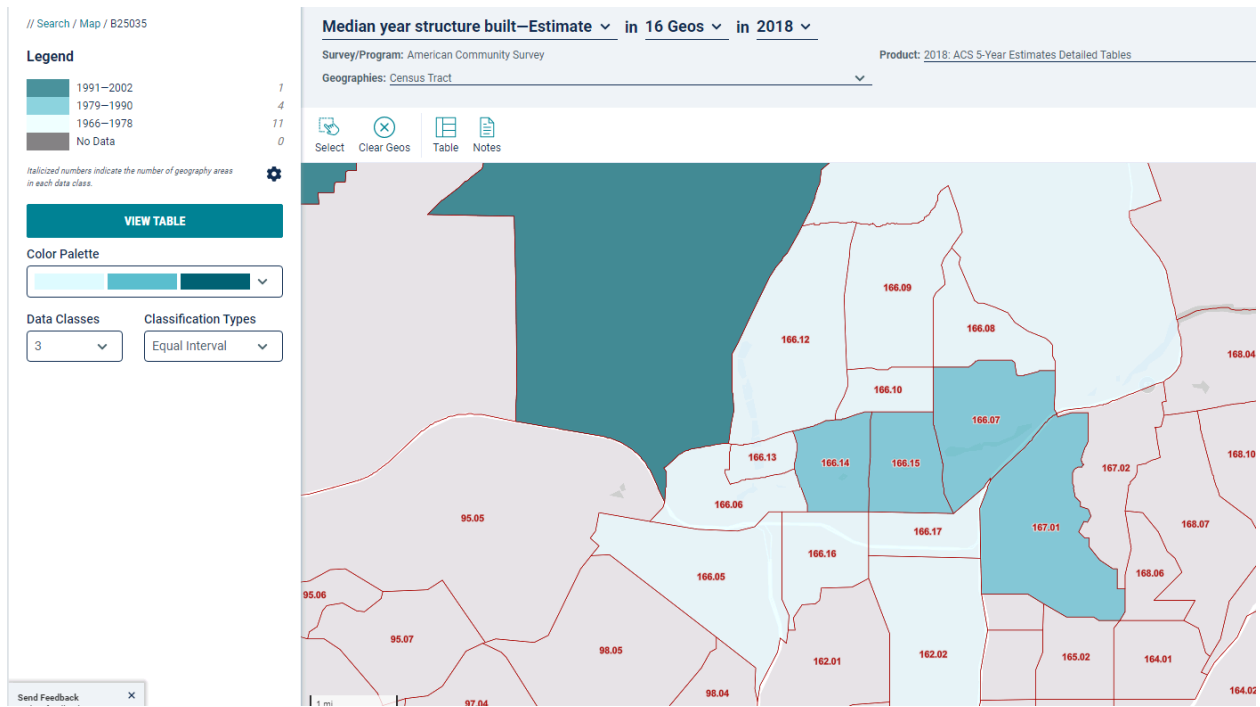 // Search / Map / B25035
Legend
1991—2002 1
1979—1990 4
1966—1978 11
No Data 0
Italicized numbers indicate the number of geography areas
in each data class.
VIEW TABLE
Color Palette
Data Classes Classification Types
3 Equal Interval
Send Feedback ×
Median year structure built—Estimate in 16 Geos in 2018
Survey/Program: American Community Survey Product: 2018: ACS 5-Year Estimates Detailed Tables
Geographies: Census Tract
Select Clear Geos Table Notes
166.09
166.08
166.12
168.04
166.10
166.07
166.13
166.14
166.15
168.10
167.02
166.06
95.05
168.07
167.01
166.17
166.16
166.05
168.06
95.06
95.07
98.05
162.02
165.02
164.01
162.01
98.04
164.02
97.04
1 mi